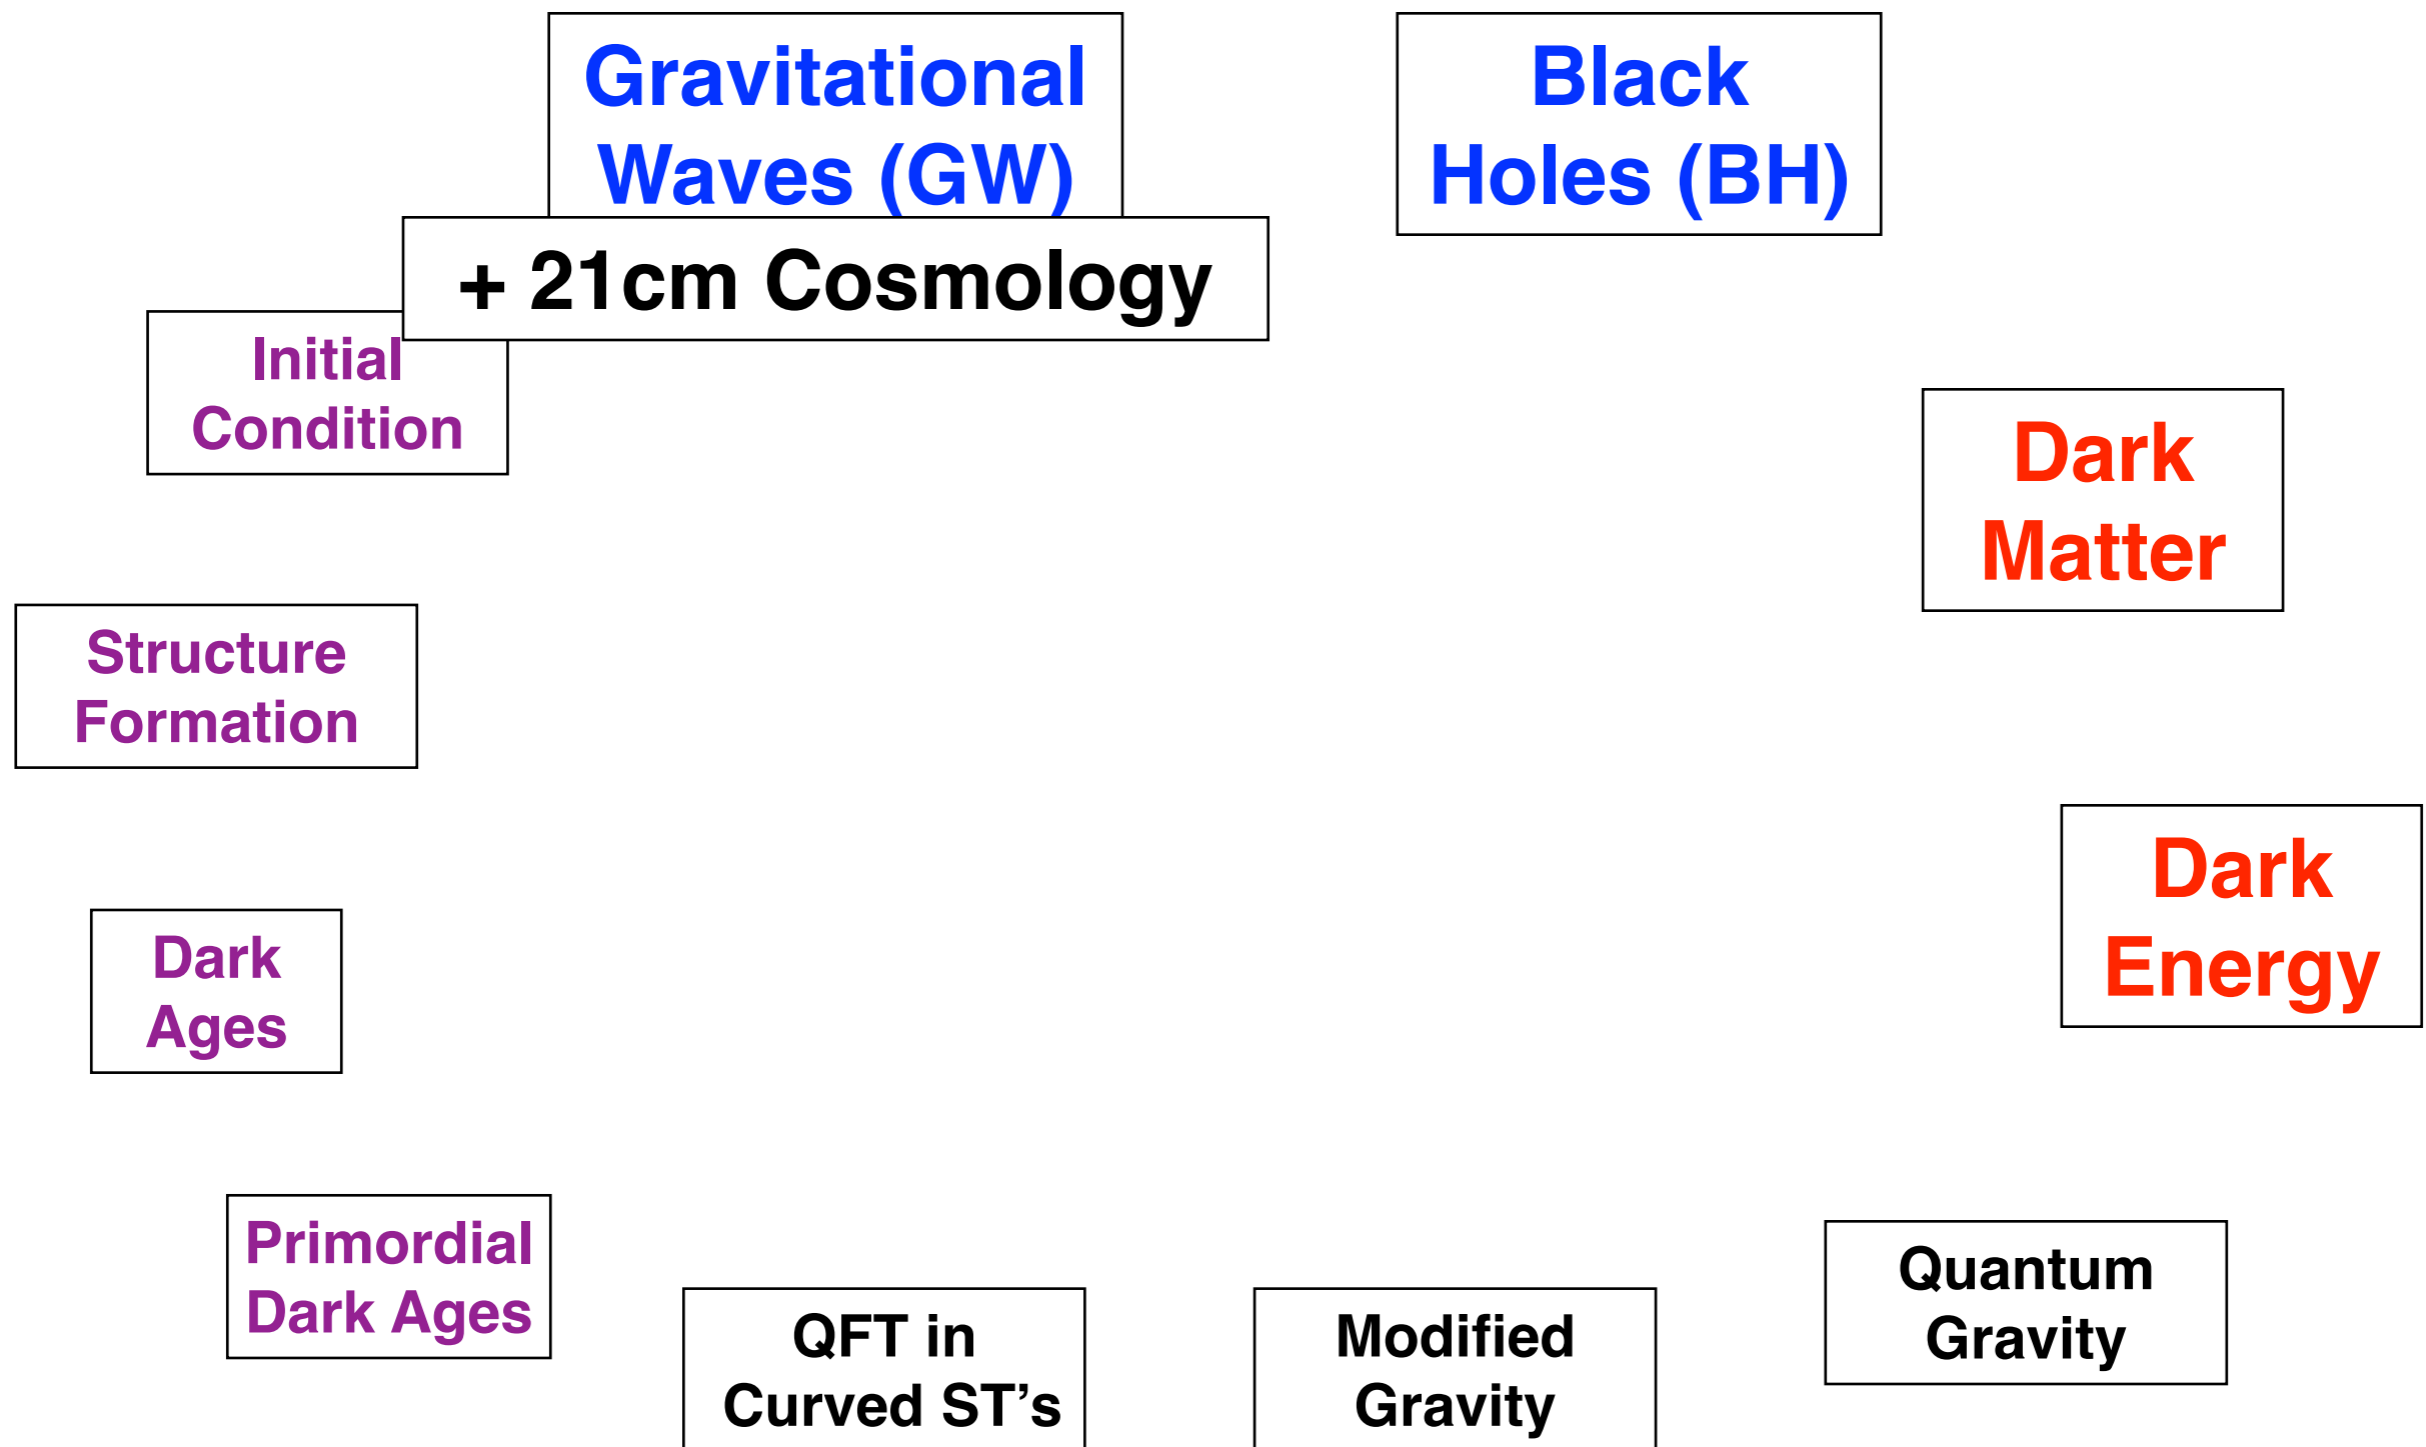 Gravitational
Waves (GW)
+ 21cm Cosmology
Black
Holes (BH)
Initial
Condition
Dark
Matter
Structure
Formation
Dark
Energy
Dark
Ages
Primordial
Dark Ages
QFT in
Curved ST’s
Modified
Gravity
Quantum
Gravity